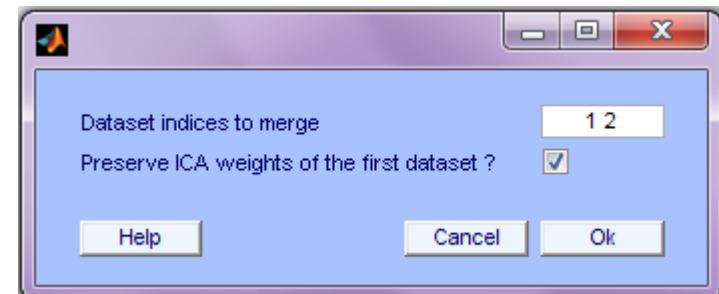 Dataset indices to merge 1 2
Preserve ICA weights of the first dataset ?
Help Cancel Ok